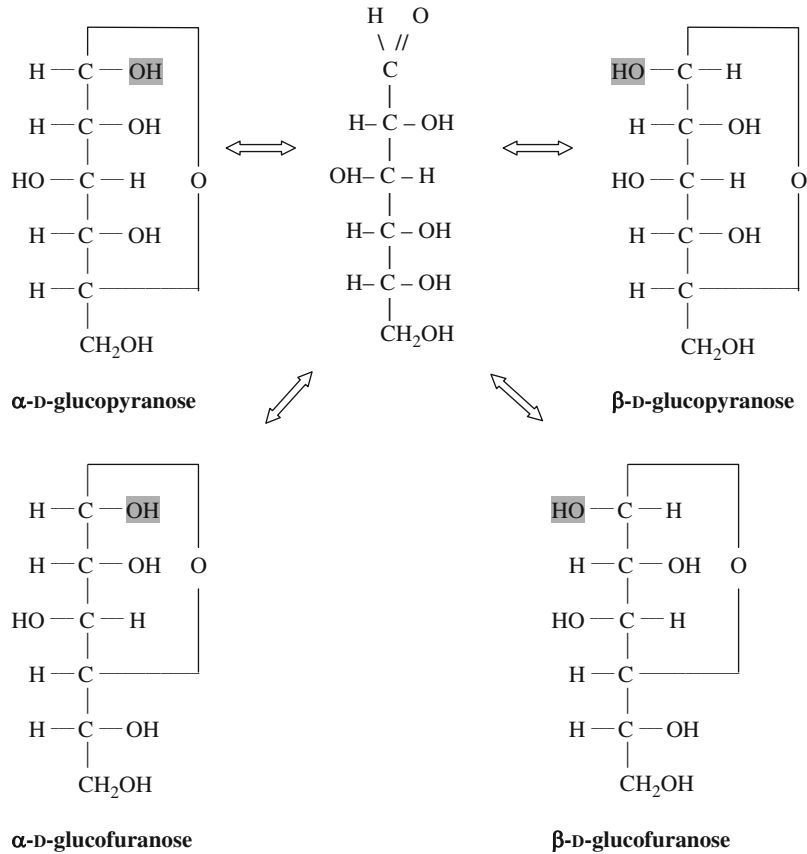 H O
\ //
H — C — OH
C
HO — C — H
H — C — OH
H – C – OH
H — C — OH
HO — C — H O
OH – C – H
HO — C — H O
H — C — OH
H – C – OH
H — C — OH
H — C
H – C – OH
H — C
CH₂OH
CH₂OH
CH₂OH
α-D-glucopyranose
β-D-glucopyranose
H — C — OH
HO — C — H
H — C — OH O
H — C — OH O
HO — C — H
HO — C — H
H — C
H — C
H — C — OH
H — C — OH
CH₂OH
CH₂OH
α-D-glucofuranose
β-D-glucofuranose